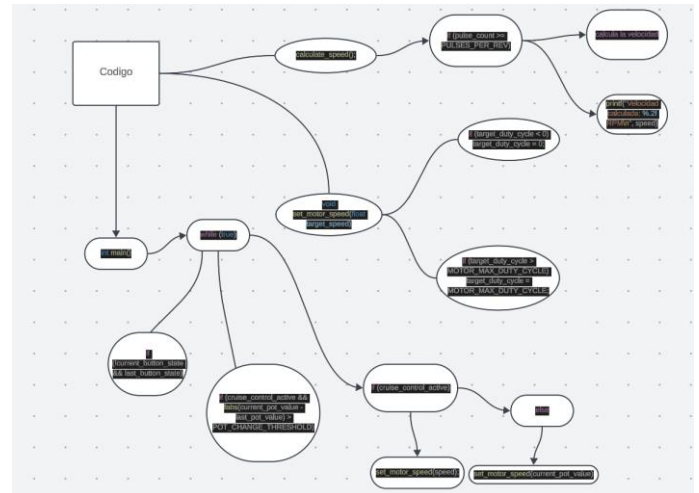 Codigo
calculate_speed();
if (pulse_count >=
PULSES_PER_REV)
calcula la velocidad
printf("Velocidad
calculada: %.2f
RPM\n", speed);
void
set_motor_speed(float
target_speed)
if (target_duty_cycle < 0)
target_duty_cycle = 0;
if (target_duty_cycle >
MOTOR_MAX_DUTY_CYCLE)
target_duty_cycle =
MOTOR_MAX_DUTY_CYCLE;
int main()
while (true)
if
(!current_button_state
&& last_button_state)
if (cruise_control_active &&
fabs(current_pot_value -
last_pot_value) >
POT_CHANGE_THRESHOLD)
if (cruise_control_active)
else
set_motor_speed(speed);
set_motor_speed(current_pot_value)